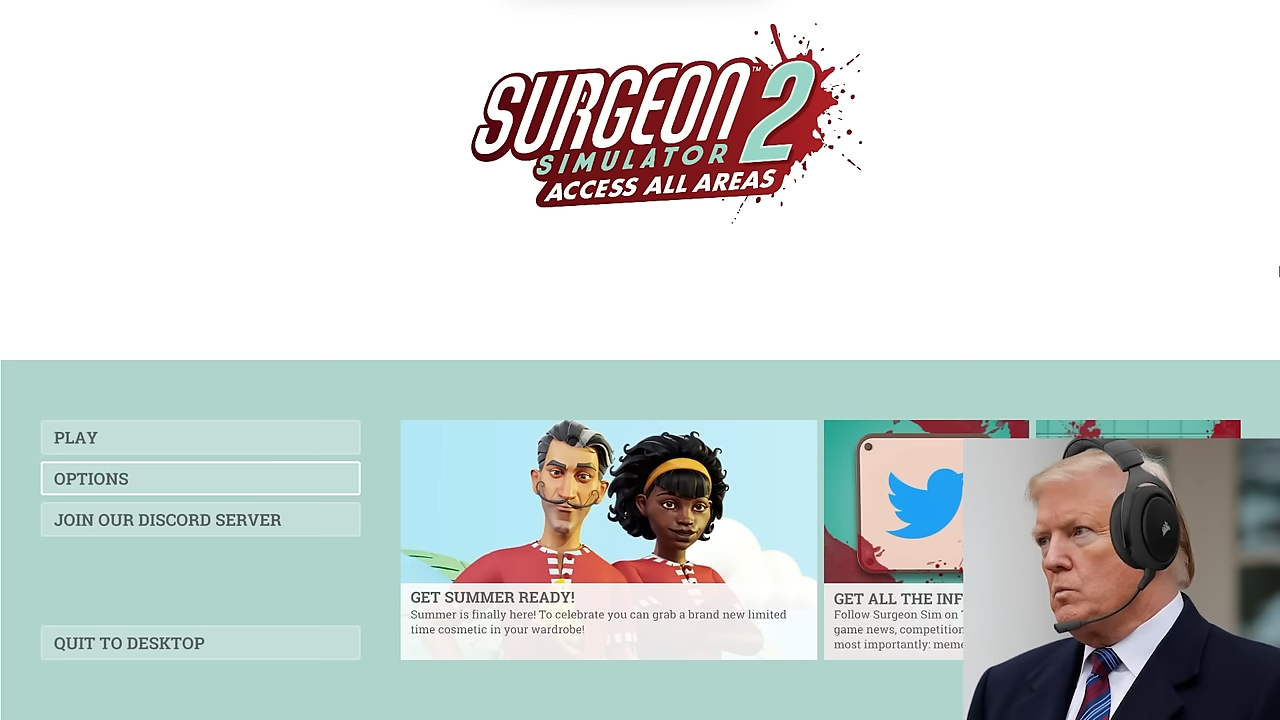 SURGEON 2™
SIMULATOR
ACCESS ALL AREAS
PLAY
OPTIONS
JOIN OUR DISCORD SERVER
QUIT TO DESKTOP
GET SUMMER READY!
Summer is finally here! To celebrate you can grab a brand new limited
time cosmetic in your wardrobe!
GET ALL THE INF
Follow Surgeon Sim on
game news, competition
most importantly: meme